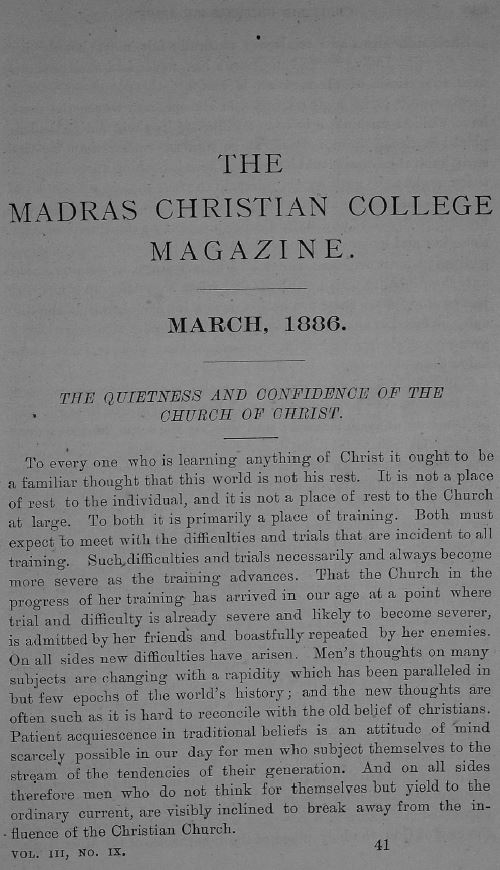 THE
MADRAS CHRISTIAN COLLEGE
MAGAZINE.
MARCH, 1886.
THE QUIETNESS AND CONFIDENCE OF THE
CHURCH OF CHRIST.
To every one who is learning anything of Christ it ought to be
a familiar thought that this world is not his rest. It is not a place
of rest to the individual, and it is not a place of rest to the Church
at large. To both it is primarily a place of training. Both must
expect to meet with the difficulties and trials that are incident to all
training. Such difficulties and trials necessarily and always become
more severe as the training advances. That the Church in the
progress of her training has arrived in our age at a point where
trial and difficulty is already severe and likely to become severer,
is admitted by her friends and boastfully repeated by her enemies.
On all sides new difficulties have arisen. Men's thoughts on many
subjects are changing with a rapidity which has been paralleled in
but few epochs of the world's history; and the new thoughts are
often such as it is hard to reconcile with the old belief of christians.
Patient acquiescence in traditional beliefs is an attitude of mind
scarcely possible in our day for men who subject themselves to the
stream of the tendencies of their generation. And on all sides
therefore men who do not think for themselves but yield to the
ordinary current, are visibly inclined to break away from the in-
fluence of the Christian Church.
VOL. III, NO. IX. 41